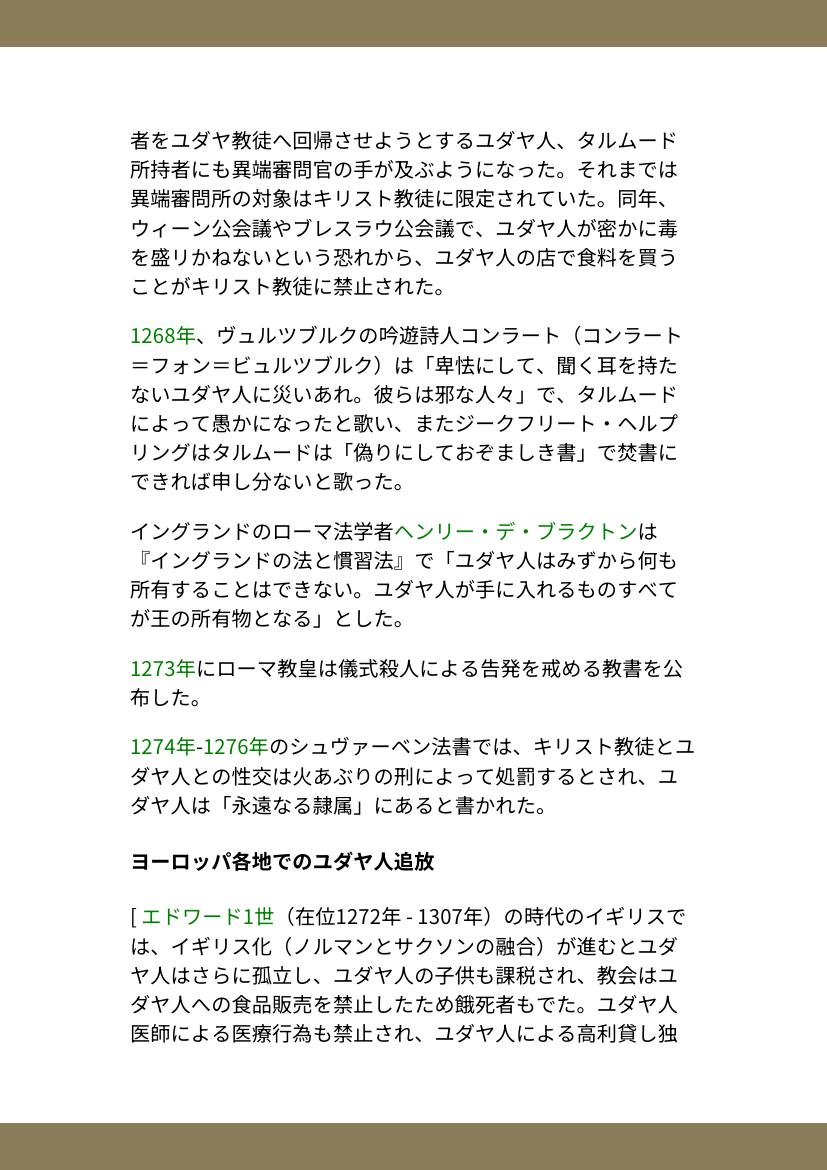 者をユダヤ教徒へ回帰させようとするユダヤ人、タルムード
所持者にも異端審問官の手が及ぶようになった。それまでは
異端審問所の対象はキリスト教徒に限定されていた。同年、
ウィーン公会議やブレスラウ公会議で、ユダヤ人が密かに毒
を盛りかねないという恐れから、ユダヤ人の店で食料を買う
ことがキリスト教徒に禁止された。
1268年、ヴュルツブルクの吟遊詩人コンラート（コンラート
＝フォン＝ビュルツブルク）は「卑怯にして、聞く耳を持た
ないユダヤ人に災いあれ。彼らは邪な人々」で、タルムード
によって愚かになったと歌い、またジークフリート・ヘルプ
リングはタルムードは「偽りにしておぞましき書」で焚書に
できれば申し分ないと歌った。
イングランドのローマ法学者ヘンリー・デ・ブラクトンは
『イングランドの法と慣習法』で「ユダヤ人はみずから何も
所有することはできない。ユダヤ人が手に入れるものすべて
が王の所有物となる」とした。
1273年にローマ教皇は儀式殺人による告発を戒める教書を公
布した。
1274年-1276年のシュヴァーベン法書では、キリスト教徒とユ
ダヤ人との性交は火あぶりの刑によって処罰するとされ、ユ
ダヤ人は「永遠なる隷属」にあると書かれた。
ヨーロッパ各地でのユダヤ人追放
[ エドワード1世（在位1272年 - 1307年）の時代のイギリスで
は、イギリス化（ノルマンとサクソンの融合）が進むとユダ
ヤ人はさらに孤立し、ユダヤ人の子供も課税され、教会はユ
ダヤ人への食品販売を禁止したため餓死者もでた。ユダヤ人
医師による医療行為も禁止され、ユダヤ人による高利貸し独